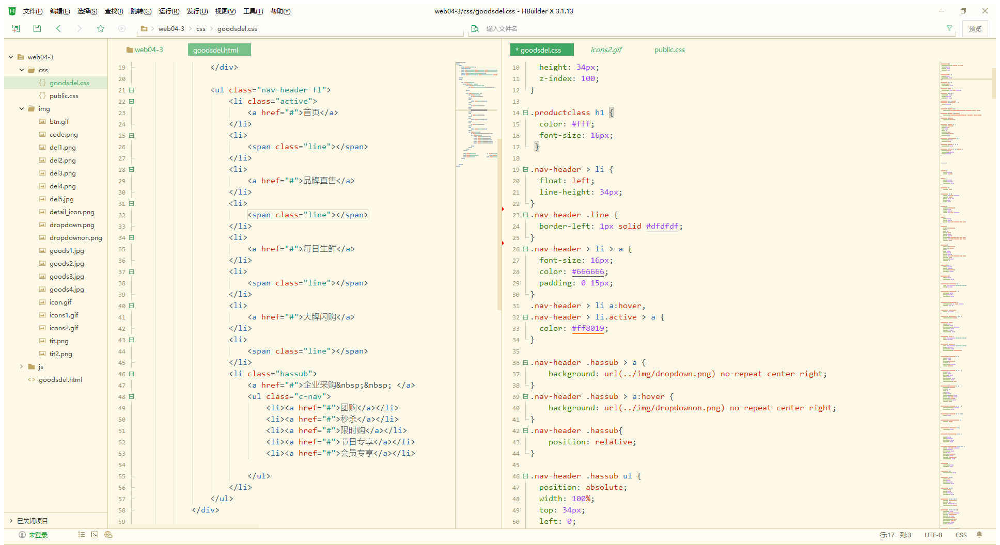 文件(F) 编辑(E) 选择(S) 查找(I) 跳转(G) 运行(R) 发行(U) 视图(V) 工具(T) 帮助(Y)
web04-3/css/goodsdel.css - HBuilder X 3.1.13
web04-3 css goodsdel.css
输入文件名
预览
web04-3
css
goodsdel.css
public.css
img
btn.gif
code.png
del1.png
del2.png
del3.png
del4.png
del5.jpg
detail_icon.png
dropdown.png
dropdownon.png
goods1.jpg
goods2.jpg
goods3.jpg
goods4.jpg
icon.gif
icons1.gif
icons2.gif
tit.png
tit2.png
js
goodsdel.html
已关闭项目
web04-3 goodsdel.html
19 </div>
20
21 <ul class="nav-header fl">
22 <li class="active">
23 <a href="#">首页</a>
24 </li>
25 <li>
26 <span class="line"></span>
27 </li>
28 <li>
29 <a href="#">品牌直售</a>
30 </li>
31 <li>
32 <span class="line"></span>
33 </li>
34 <li>
35 <a href="#">每日生鲜</a>
36 </li>
37 <li>
38 <span class="line"></span>
39 </li>
40 <li>
41 <a href="#">大牌闪购</a>
42 </li>
43 <li>
44 <span class="line"></span>
45 </li>
46 <li class="hassub">
47 <a href="#">企业采购&nbsp;&nbsp; </a>
48 <ul class="c-nav">
49 <li><a href="#">团购</a></li>
50 <li><a href="#">秒杀</a></li>
51 <li><a href="#">限时购</a></li>
52 <li><a href="#">节日专享</a></li>
53 <li><a href="#">会员专享</a></li>
54
55 </ul>
56 </li>
57 </ul>
58 </div>
59
* goodsdel.css icons2.gif public.css
10 height: 34px;
11 z-index: 100;
12 }
13
14 .productclass h1 {
15 color: #fff;
16 font-size: 16px;
17 }
18
19 .nav-header > li {
20 float: left;
21 line-height: 34px;
22 }
23 .nav-header .line {
24 border-left: 1px solid #dfdfdf;
25 }
26 .nav-header > li > a {
27 font-size: 16px;
28 color: #666666;
29 padding: 0 15px;
30 }
31 .nav-header > li a:hover,
32 .nav-header > li.active > a {
33 color: #ff8019;
34 }
35
36 .nav-header .hassub > a {
37 background: url(../img/dropdown.png) no-repeat center right;
38 }
39 .nav-header .hassub > a:hover {
40 background: url(../img/dropdownon.png) no-repeat center right;
41 }
42 .nav-header .hassub{
43 position: relative;
44 }
45
46 .nav-header .hassub ul {
47 position: absolute;
48 width: 100%;
49 top: 34px;
50 left: 0;
未登录
行:17 列:3 UTF-8 CSS